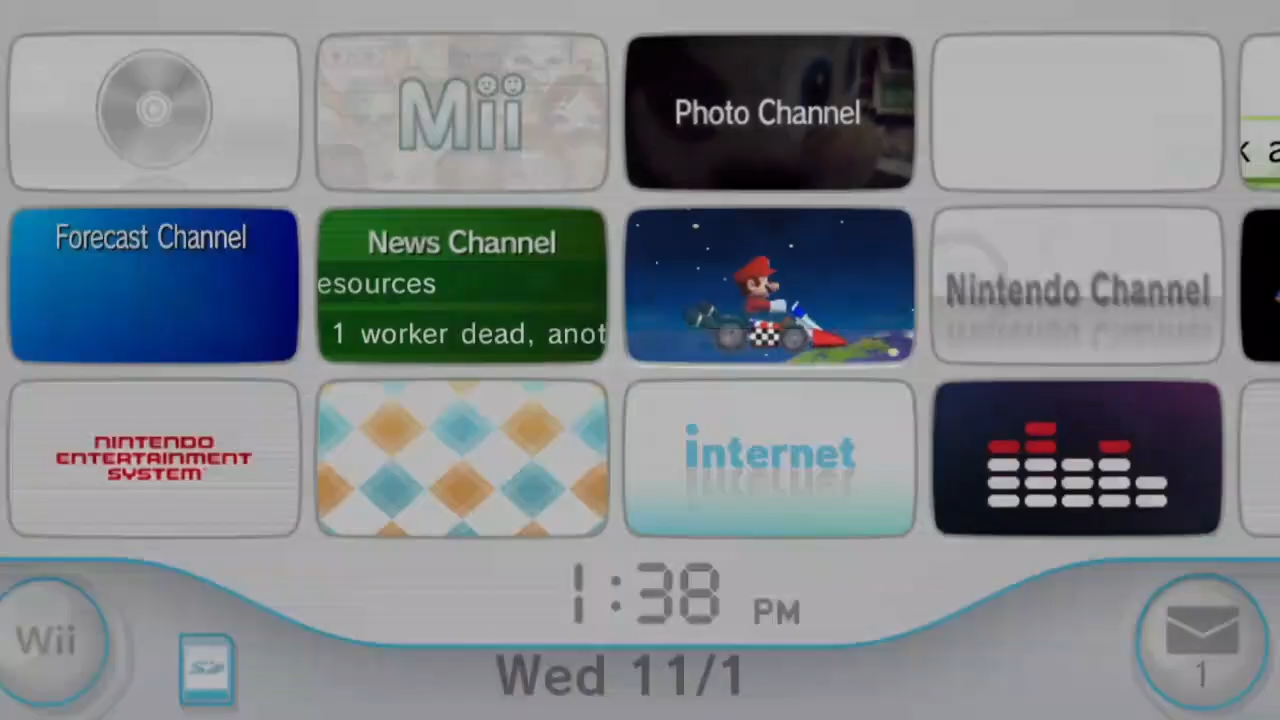 Mii
Photo Channel
k a
Forecast Channel
News Channel
esources
1 worker dead, anot
Nintendo Channel
NINTENDO
ENTERTAINMENT
SYSTEM
internet
1:38 PM
Wii
SD
Wed 11/1
1